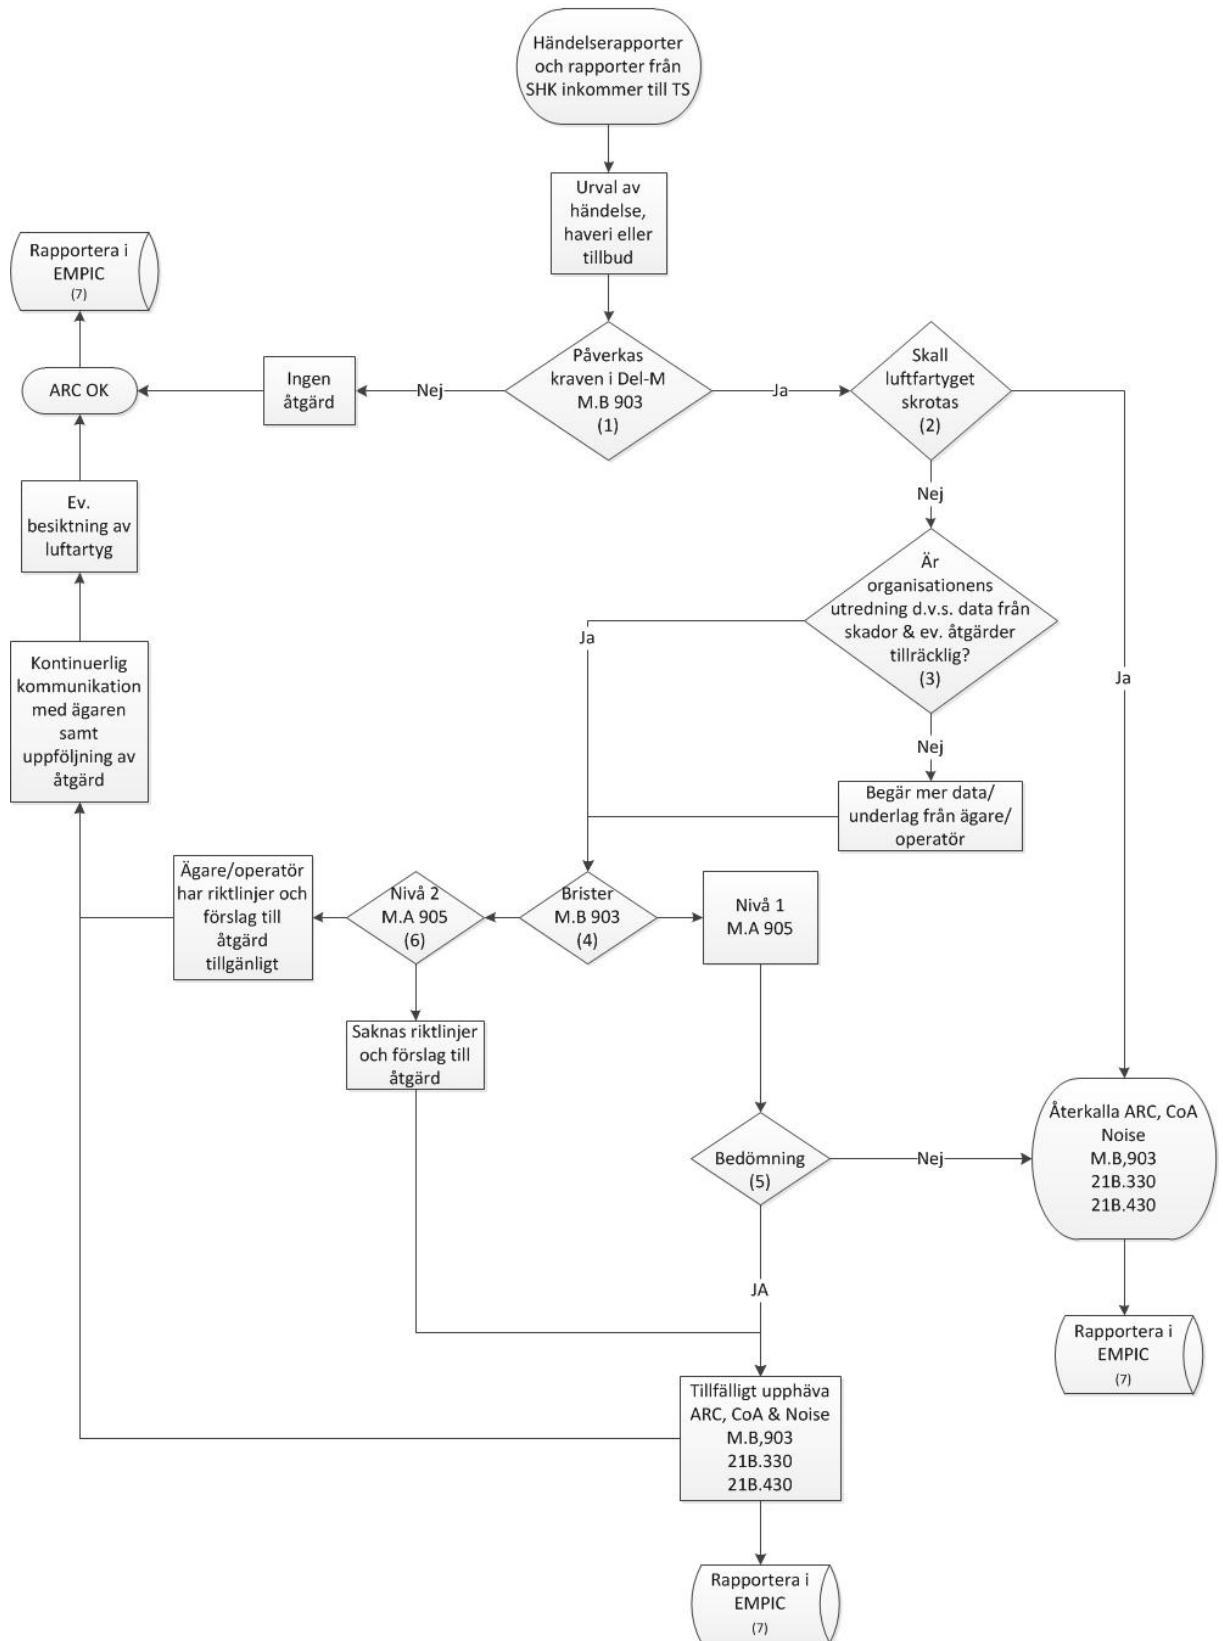 Händelserapporter
och rapporter från
SHK inkommer till TS
Urval av
händelse,
haveri eller
tillbud
Rapportera i
EMPIC
(7)
ARC OK
Ingen
åtgärd
Nej
Påverkas
kraven i Del-M
M.B 903
(1)
Ja
Skall
luftfartyget
skrotas
(2)
Nej
Ev.
besiktning av
luftartyg
Är
organisationens
utredning d.v.s. data från
skador & ev. åtgärder
tillräcklig?
(3)
Ja
Ja
Kontinuerlig
kommunikation
med ägaren
samt
uppföljning av
åtgärd
Nej
Begär mer data/
underlag från ägare/
operatör
Ägare/operatör
har riktlinjer och
förslag till
åtgärd
tillgänligt
Nivå 2
M.A 905
(6)
Brister
M.B 903
(4)
Nivå 1
M.A 905
Saknas riktlinjer
och förslag till
åtgärd
Bedömning
(5)
Nej
Återkalla ARC, CoA
Noise
M.B,903
21B.330
21B.430
JA
Rapportera i
EMPIC
(7)
Tillfälligt upphäva
ARC, CoA & Noise
M.B,903
21B.330
21B.430
Rapportera i
EMPIC
(7)